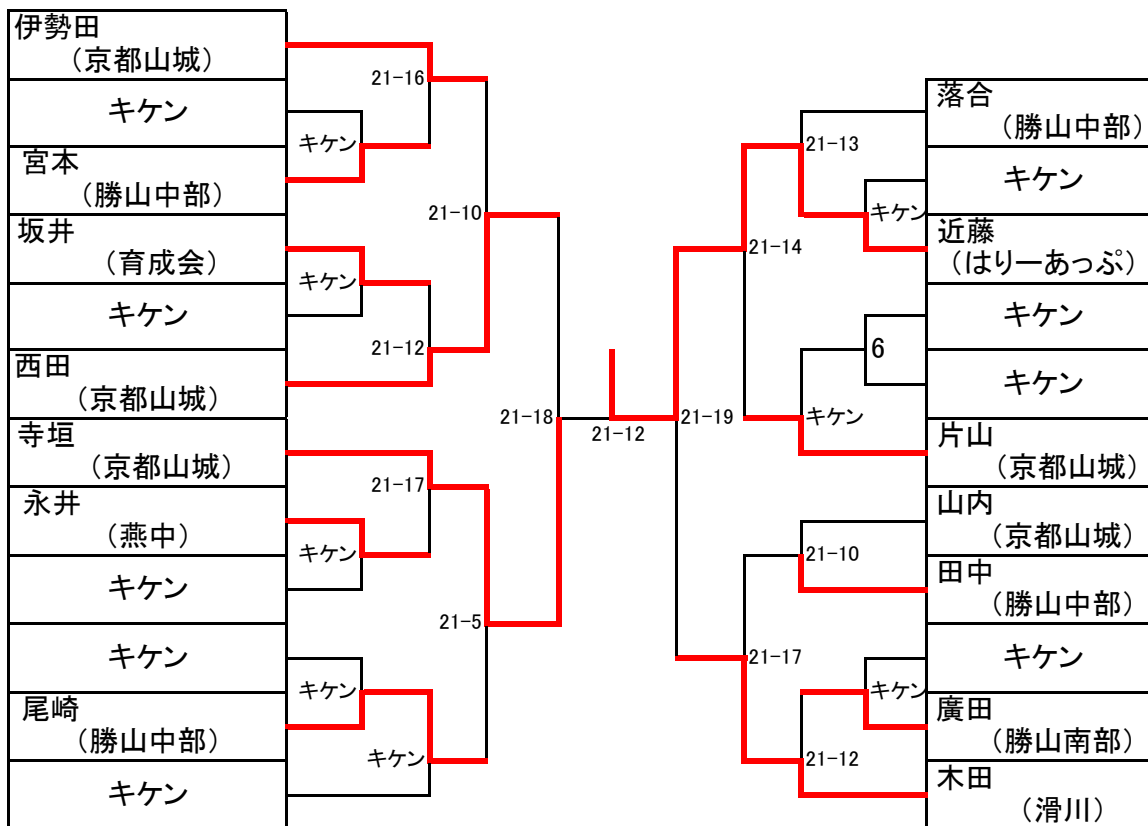 伊勢田
（京都山城）
キケン
宮本
（勝山中部）
坂井
（育成会）
キケン
西田
（京都山城）
寺垣
（京都山城）
永井
（燕中）
キケン
キケン
尾崎
（勝山中部）
キケン
21-16
キケン
21-10
キケン
21-12
21-18
21-17
キケン
21-5
キケン
キケン
21-12
21-19
21-13
キケン
21-14
6
キケン
21-10
21-17
キケン
21-12
落合
（勝山中部）
キケン
近藤
（はりーあっぷ）
キケン
キケン
片山
（京都山城）
山内
（京都山城）
田中
（勝山中部）
キケン
廣田
（勝山南部）
木田
（滑川）